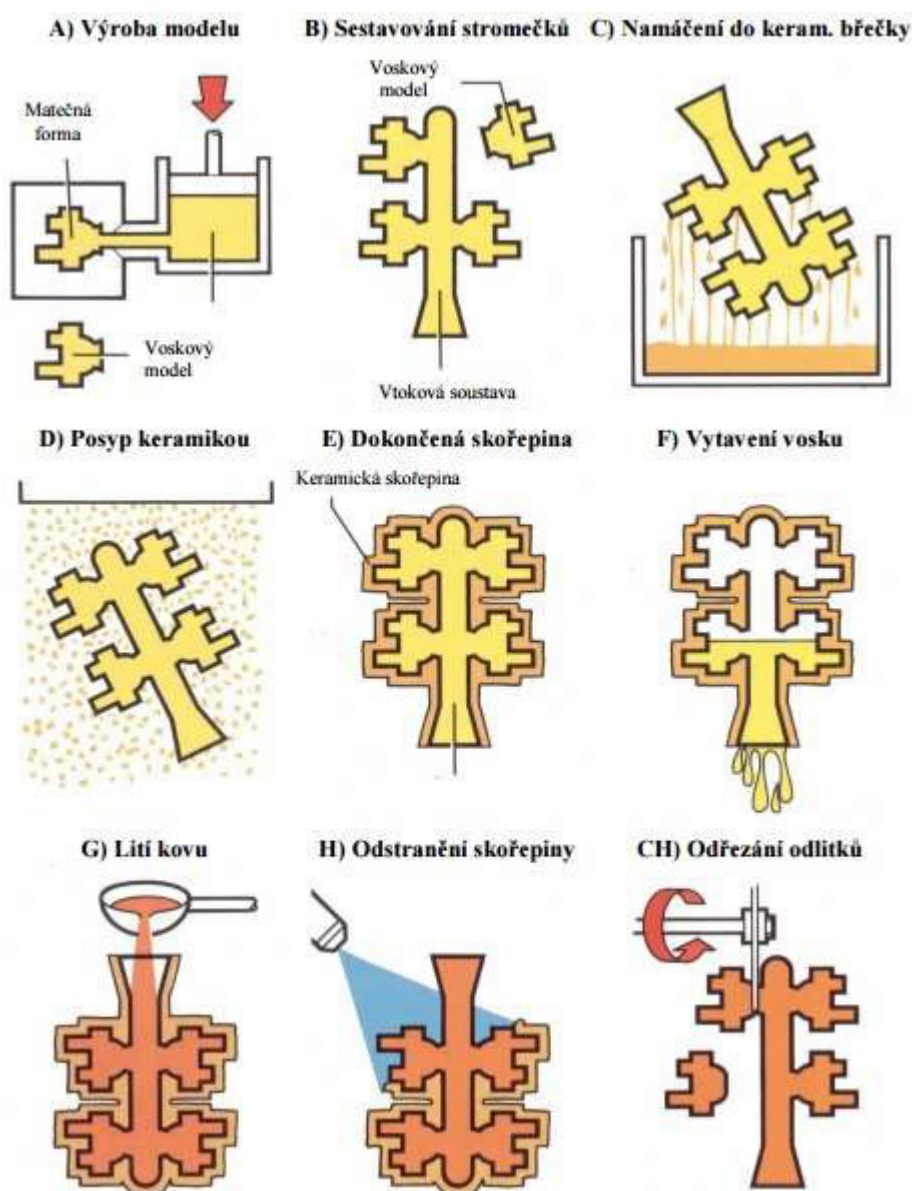 A) Výroba modelu
B) Sestavování stromečků
C) Namáčení do keram. břečky
Matečná
forma
Voskový
model
Voskový
model
Vtoková soustava
D) Posyp keramikou
E) Dokončená skořepina
F) Vytavení vosku
Keramická skořepina
G) Lití kovu
H) Odstranění skořepiny
CH) Odřezání odlitků